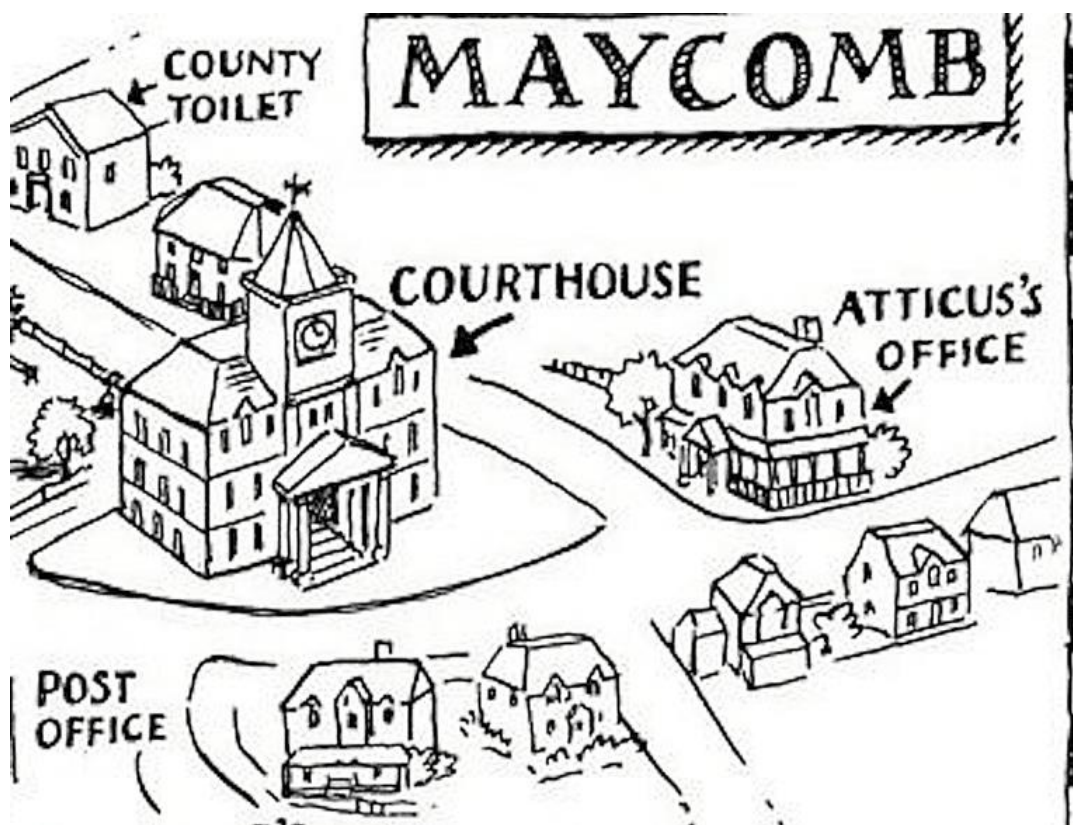 MAYCOMB
COUNTY
TOILET
COURTHOUSE
ATTICUS'S
OFFICE
POST
OFFICE